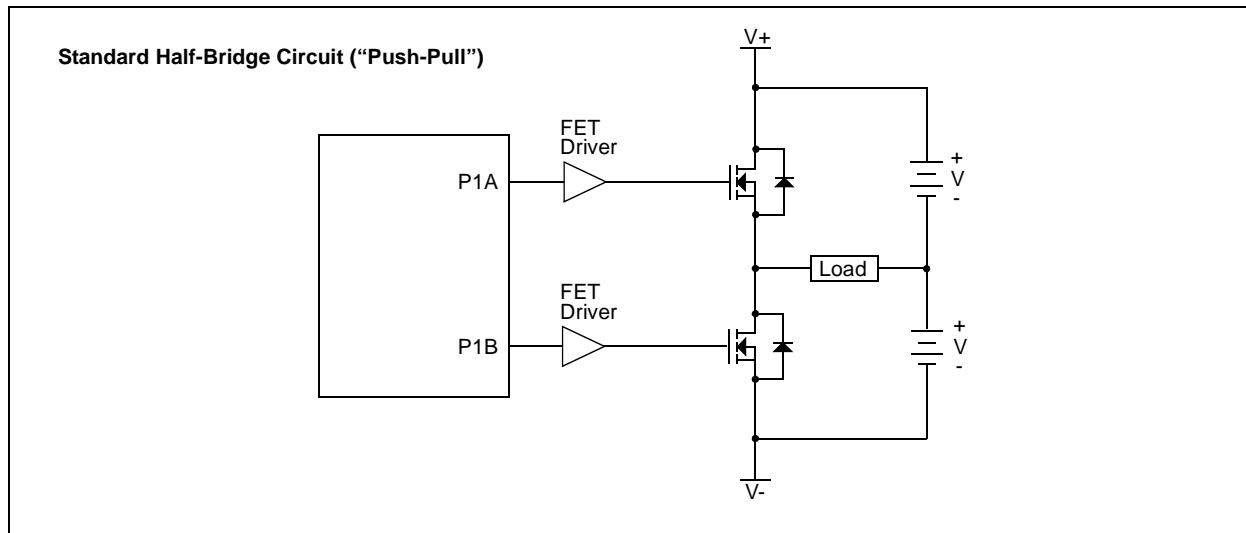 Standard Half-Bridge Circuit (“Push-Pull”)
V+
FET
Driver
P1A
+
V
-
Load
FET
Driver
P1B
+
V
-
V-